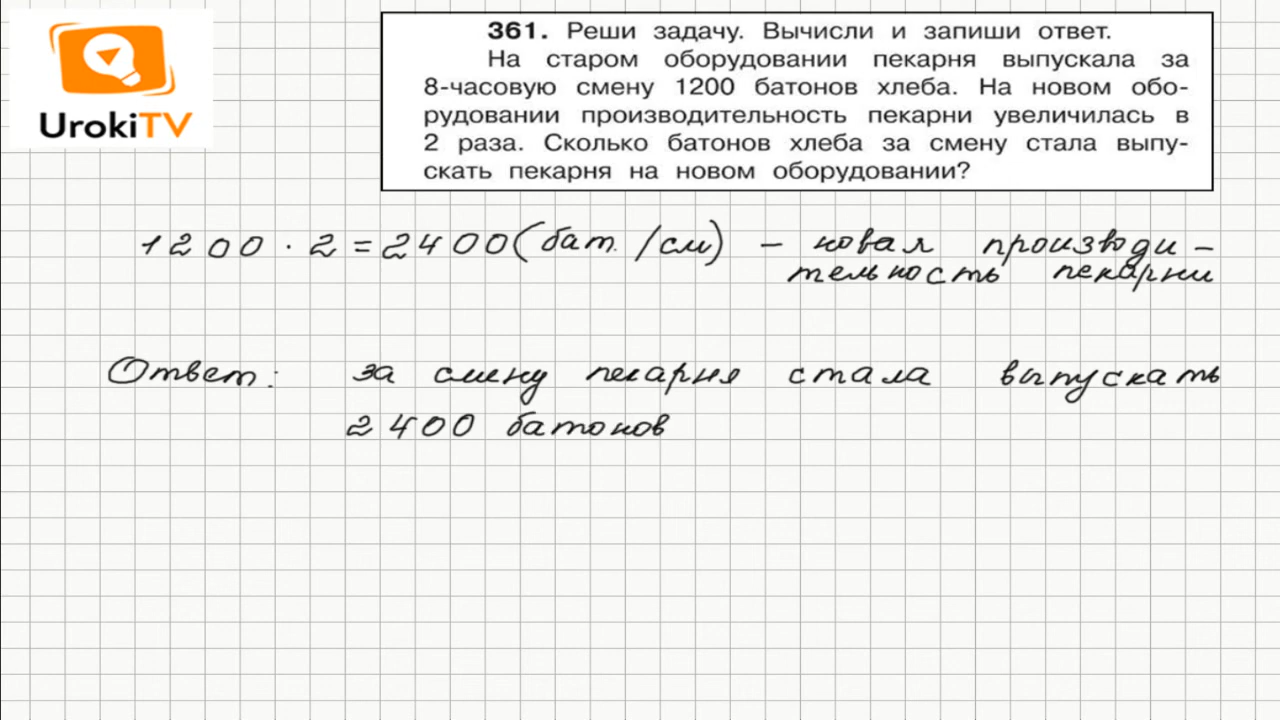 UrokiTV
361. Реши задачу. Вычисли и запиши ответ.
На старом оборудовании пекарня выпускала за
8-часовую смену 1200 батонов хлеба. На новом обо-
рудовании производительность пекарни увеличилась в
2 раза. Сколько батонов хлеба за смену стала выпу-
скать пекарня на новом оборудовании?
1200 · 2 = 2400 (бат. /см) – новая производи –
тельность пекарни
Ответ: за смену пекарня стала выпускать
2400 батонов